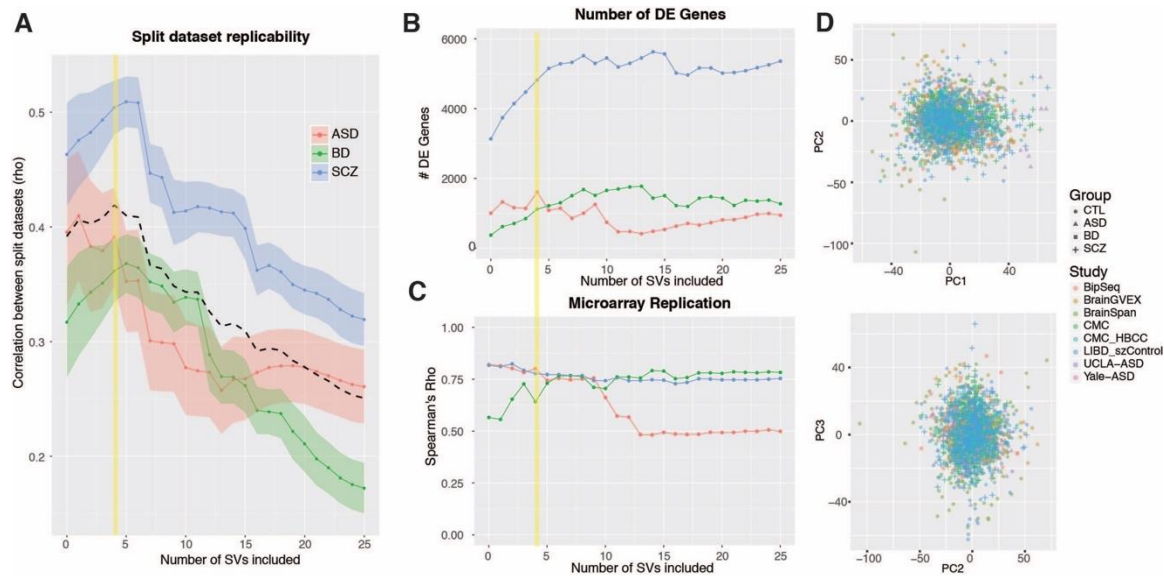 A
Split dataset replicability
Correlation between split datasets (rho)
0.5
0.4
0.3
0.2
ASD
BD
SCZ
0 5 10 15 20 25
Number of SVs included
B
Number of DE Genes
# DE Genes
6000
4000
2000
0
0 5 10 15 20 25
Number of SVs included
C
Microarray Replication
Spearman's Rho
1.00
0.75
0.50
0.25
0.00
0 5 10 15 20 25
Number of SVs included
D
PC2
50
0
−50
−100
−40 0 40
PC1
PC3
40
0
−40
−100 −50 0 50
PC2
Group
CTL
ASD
BD
SCZ
Study
BipSeq
BrainGVEX
BrainSpan
CMC
CMC_HBCC
LIBD_szControl
UCLA-ASD
Yale-ASD